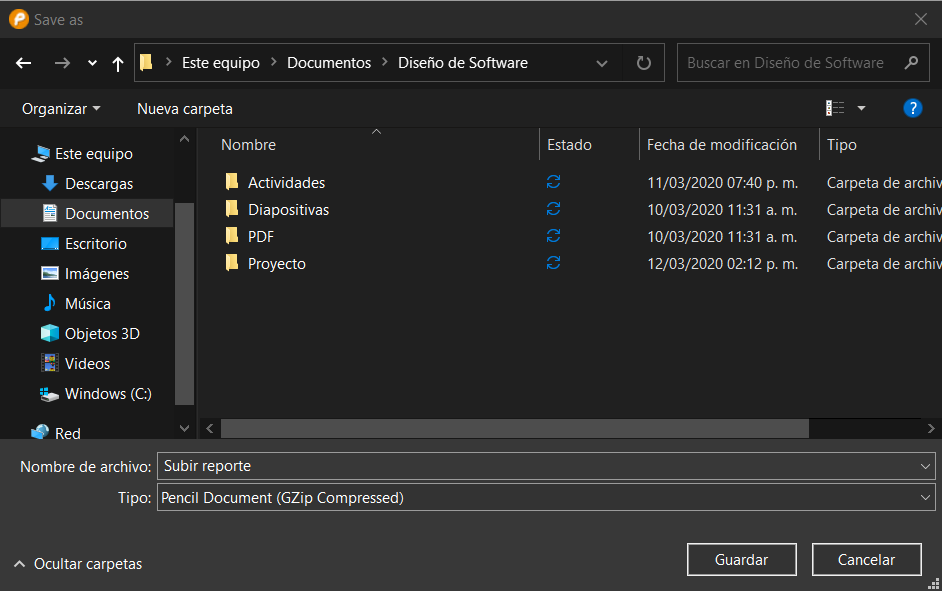 Save as
Este equipo > Documentos > Diseño de Software
Buscar en Diseño de Software
Organizar
Nueva carpeta
?
Este equipo
Descargas
Documentos
Escritorio
Imágenes
Música
Objetos 3D
Videos
Windows (C:)
Red
Nombre Estado Fecha de modificación Tipo
Actividades 11/03/2020 07:40 p. m. Carpeta de archiv
Diapositivas 10/03/2020 11:31 a. m. Carpeta de archiv
PDF 10/03/2020 11:31 a. m. Carpeta de archiv
Proyecto 12/03/2020 02:12 p. m. Carpeta de archiv
Nombre de archivo: Subir reporte
Tipo: Pencil Document (GZip Compressed)
Ocultar carpetas
Guardar
Cancelar